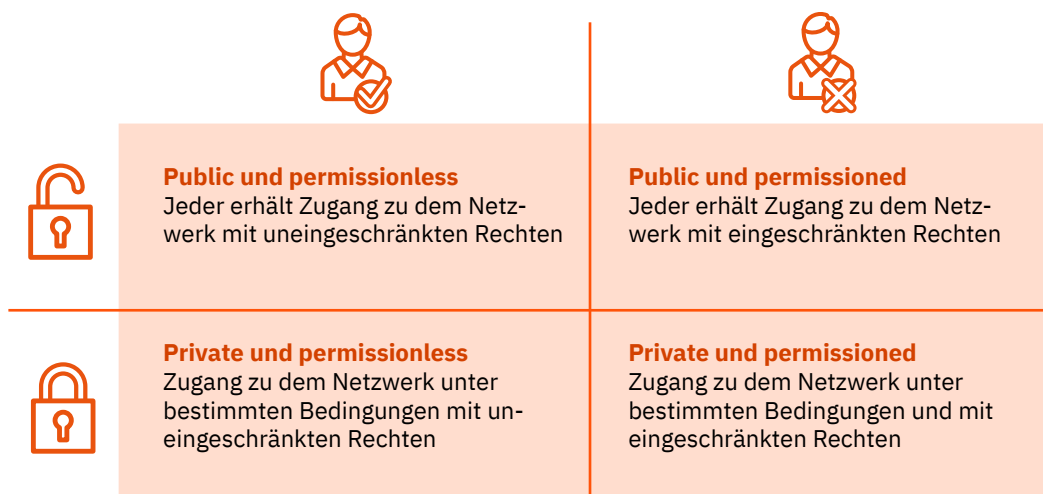 Public und permissionless
Jeder erhält Zugang zu dem Netz-
werk mit uneingeschränkten Rechten
Public und permissioned
Jeder erhält Zugang zu dem Netz-
werk mit eingeschränkten Rechten
Private und permissionless
Zugang zu dem Netzwerk unter
bestimmten Bedingungen mit un-
eingeschränkten Rechten
Private und permissioned
Zugang zu dem Netzwerk unter
bestimmten Bedingungen und mit
eingeschränkten Rechten